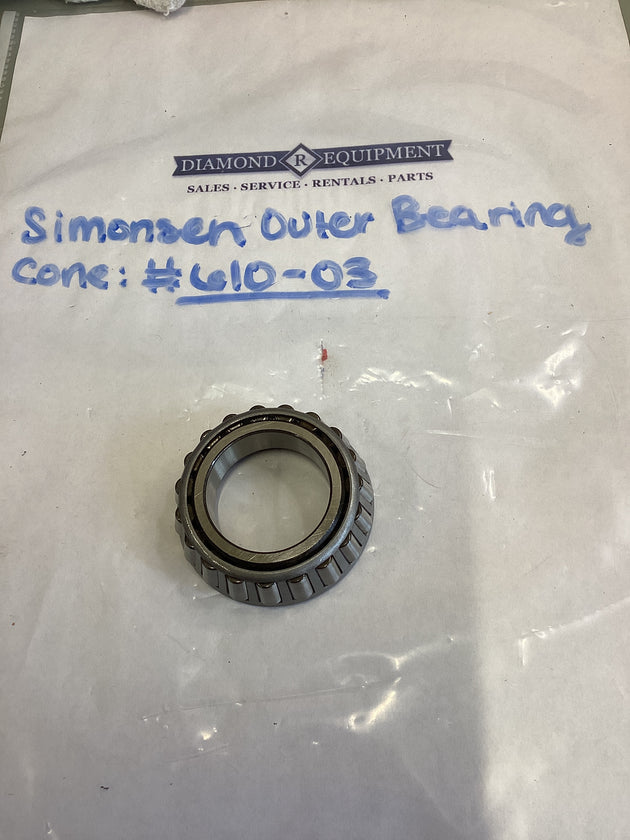 DIAMOND R EQUIPMENT
SALES · SERVICE · RENTALS · PARTS
Simonsen Outer Bearing
Cone: #610-03